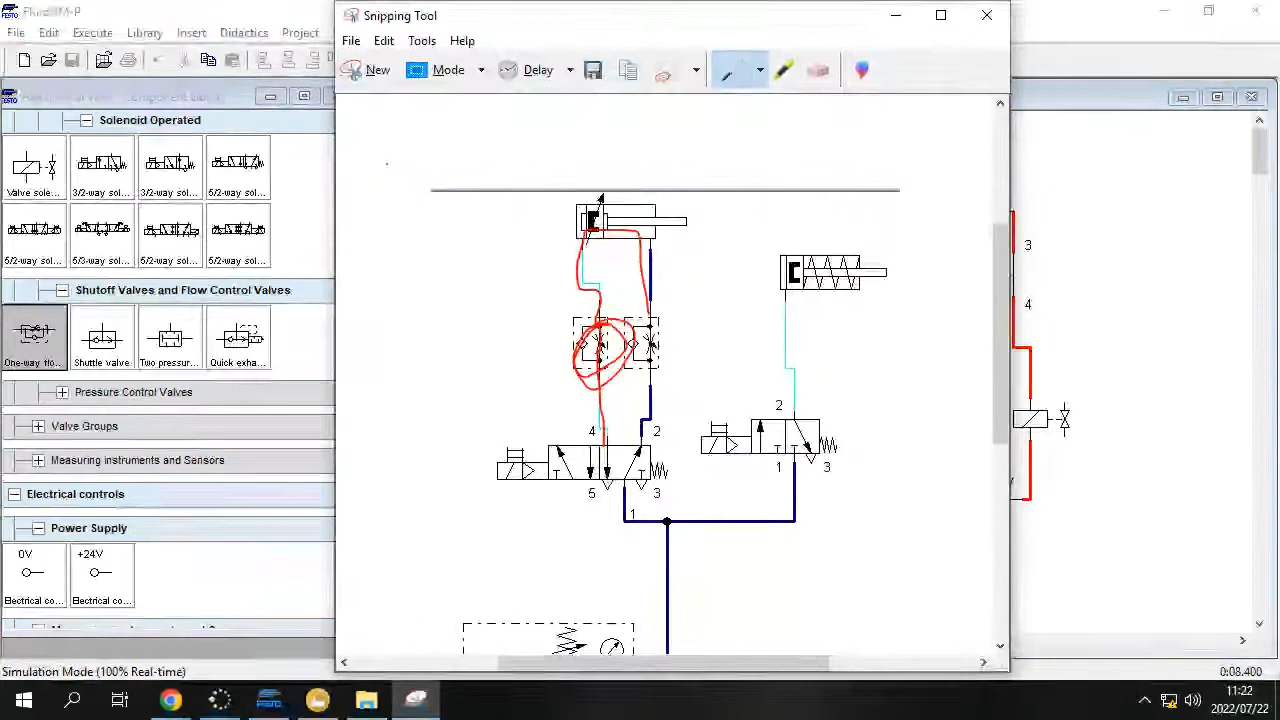 FluidSIM-P
Snipping Tool
File Edit Execute Library Insert Didactics Project
File Edit Tools Help
New Mode Delay
Solenoid Operated
Valve sole... 3/2-way sol... 3/2-way sol... 5/2-way sol...
5/2-way sol... 5/3-way sol... 5/2-way sol... 5/2-way sol...
Shutoff Valves and Flow Control Valves
Shuttle valve Two pressur... Quick exha...
Pressure Control Valves
Valve Groups
Measuring instruments and Sensors
Electrical controls
Power Supply
0V +24V
Electrical co... Electrical co...
4 2
5 3
1
2
1 3
3
4
Simulation Mode (100% Real-time)
0:08.400
11:22
2022/07/22
FESTO